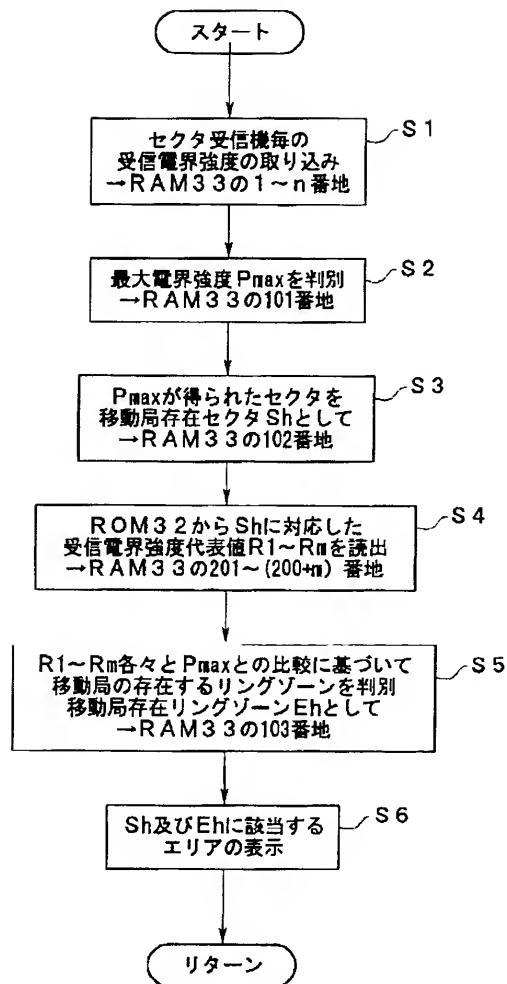 スタート
セクタ受信機毎の
受信電界強度の取り込み
→RAM33の1～n番地
S1
最大電界強度Pmaxを判別
→RAM33の101番地
S2
Pmaxが得られたセクタを
移動局存在セクタShとして
→RAM33の102番地
S3
ROM32からShに対応した
受信電界強度代表値R1～Rmを読出
→RAM33の201～(200+m)番地
S4
R1～Rm各々とPmaxとの比較に基づいて
移動局の存在するリングゾーンを判別
移動局存在リングゾーンEhとして
→RAM33の103番地
S5
Sh及びEhに該当する
エリアの表示
S6
リターン